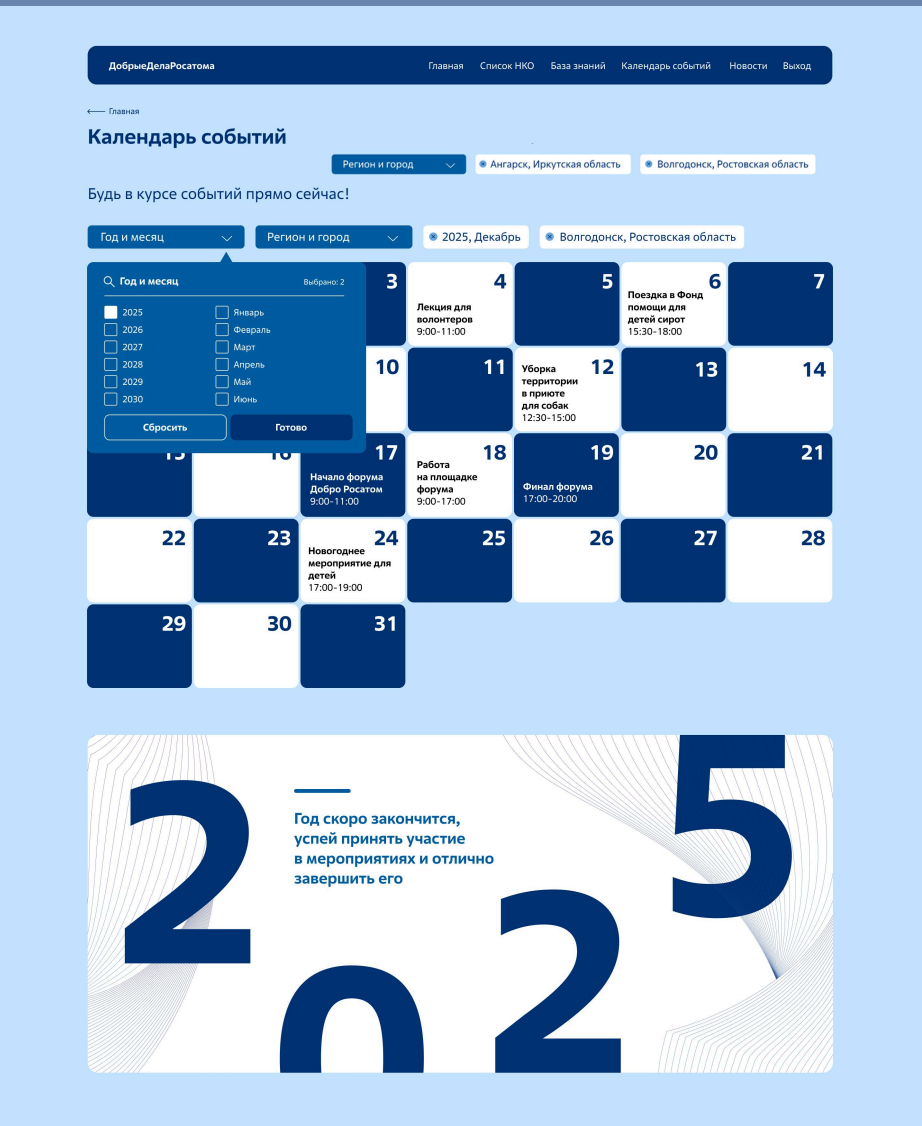 ДобрыеДелаРосатома
Главная Список НКО База знаний Календарь событий Новости Выход
Главная
Календарь событий
Регион и город Ангарск, Иркутская область Волгодонск, Ростовская область
Будь в курсе событий прямо сейчас!
Год и месяц Регион и город 2025, Декабрь Волгодонск, Ростовская область
Год и месяц Выбрано: 2
2025 Январь
2026 Февраль
2027 Март
2028 Апрель
2029 Май
2030 Июнь
Сбросить Готово
3
4
Лекция для
волонтеров
9:00-11:00
5
6
Поездка в Фонд
помощи для
детей сирот
15:30-18:00
7
10
11
12
Уборка
территории
в приюте
для собак
12:30-15:00
13
14
15
16
17
Начало форума
Добро Росатом
9:00-11:00
18
Работа
на площадке
форума
9:00-17:00
19
Финал форума
17:00-20:00
20
21
22
23
24
Новогоднее
мероприятие для
детей
17:00-19:00
25
26
27
28
29
30
31
Год скоро закончится,
успей принять участие
в мероприятиях и отлично
завершить его
2025